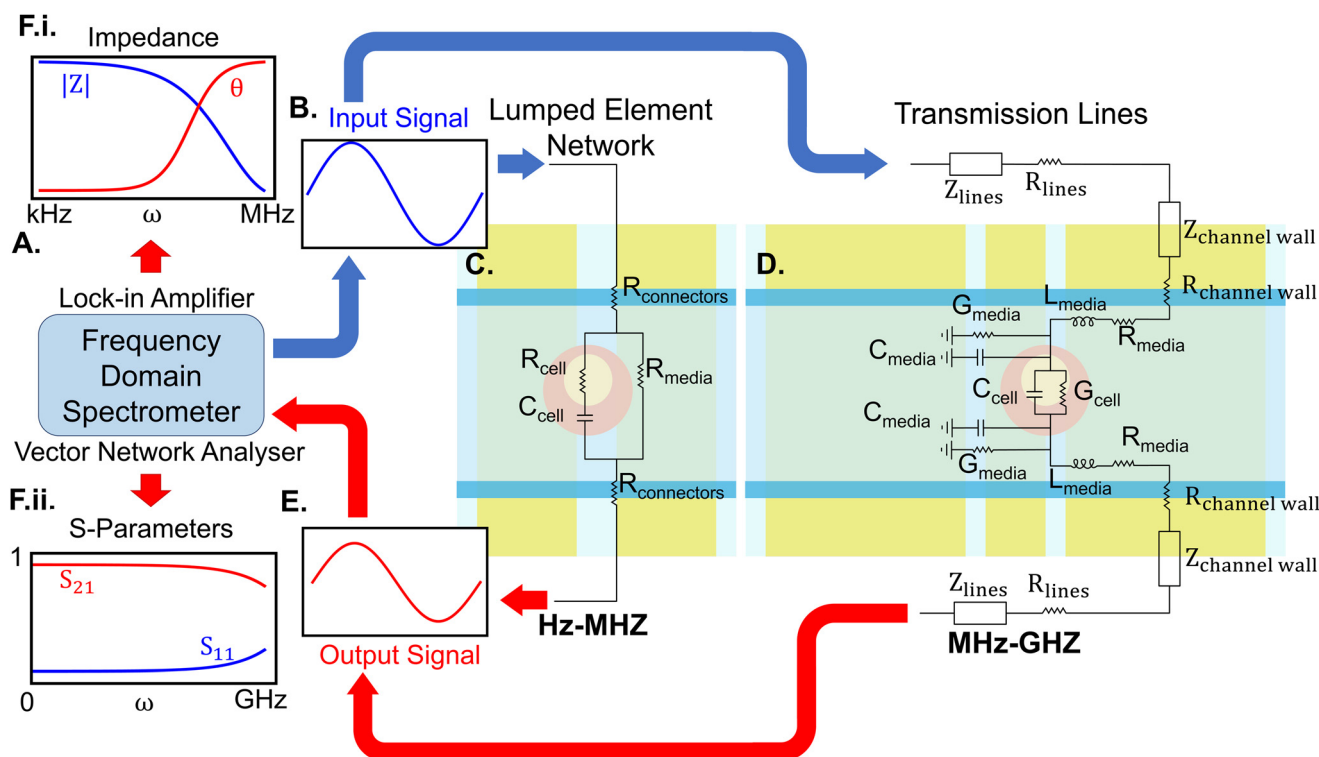 F.i.
Impedance
|Z|
θ
kHz
ω
MHz
A.
Lock-in Amplifier
Frequency
Domain
Spectrometer
Vector Network Analyser
F.ii.
S-Parameters
1
S21
S11
0
ω
GHz
B.
Input Signal
Lumped Element
Network
C.
Rconnectors
Rcell
Rmedia
Ccell
Rconnectors
Hz-MHZ
E.
Output Signal
Transmission Lines
Zlines
Rlines
Zchannel wall
D.
Rchannel wall
Lmedia
Gmedia
Rmedia
Cmedia
Ccell
Gcell
Cmedia
Rmedia
Gmedia
Lmedia
Rchannel wall
Zchannel wall
Zlines
Rlines
MHz-GHZ